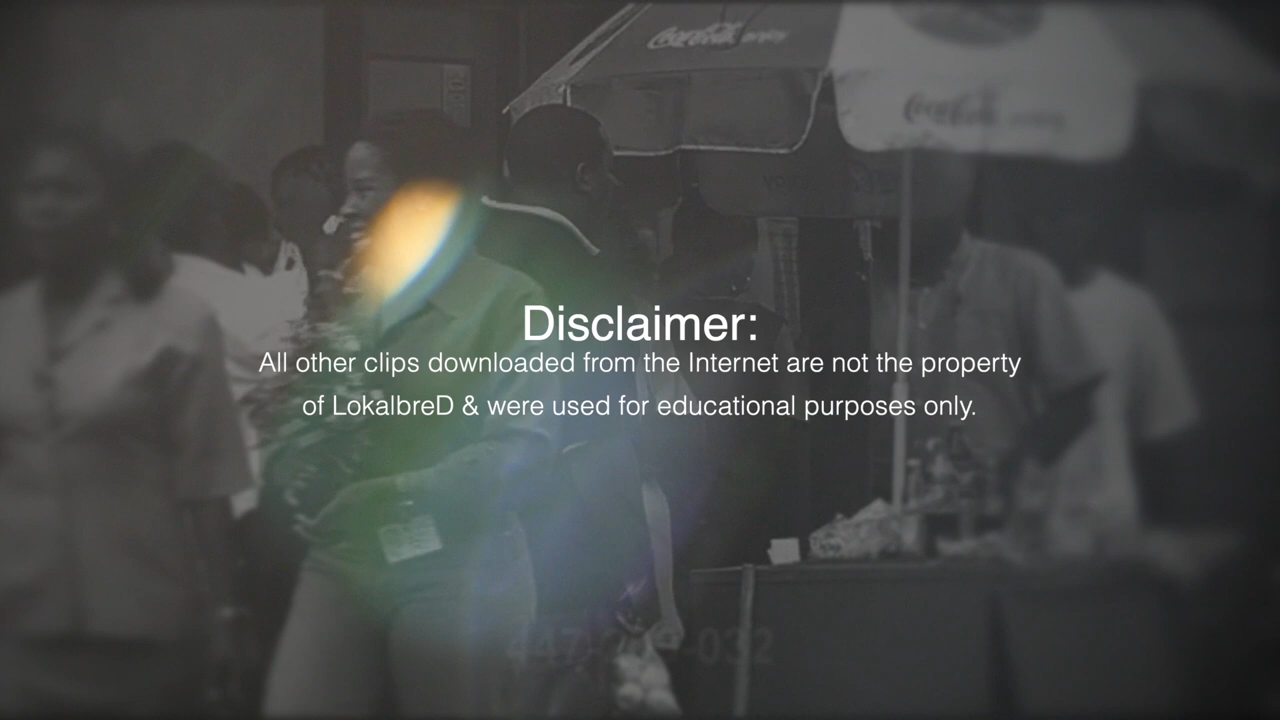 Coca-Cola enjoy
Coca-Cola
Disclaimer:
All other clips downloaded from the Internet are not the property
of LokalbreD & were used for educational purposes only.